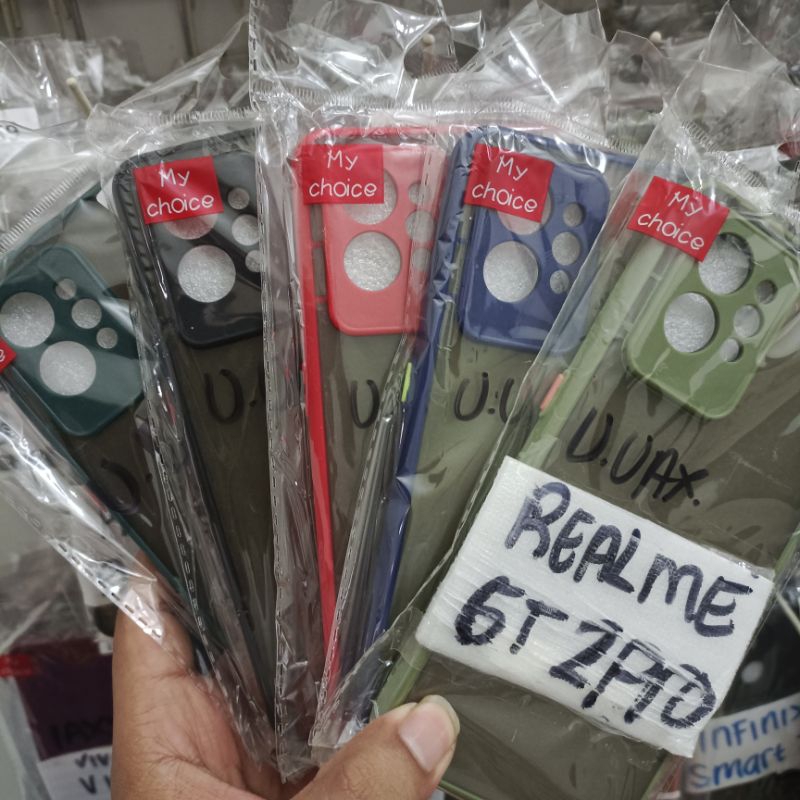 My
choice
My
choice
My
choice
My
choice
U.
U.U
U.UAX.
REALME
GT 2PRO
INFINIX
Smart